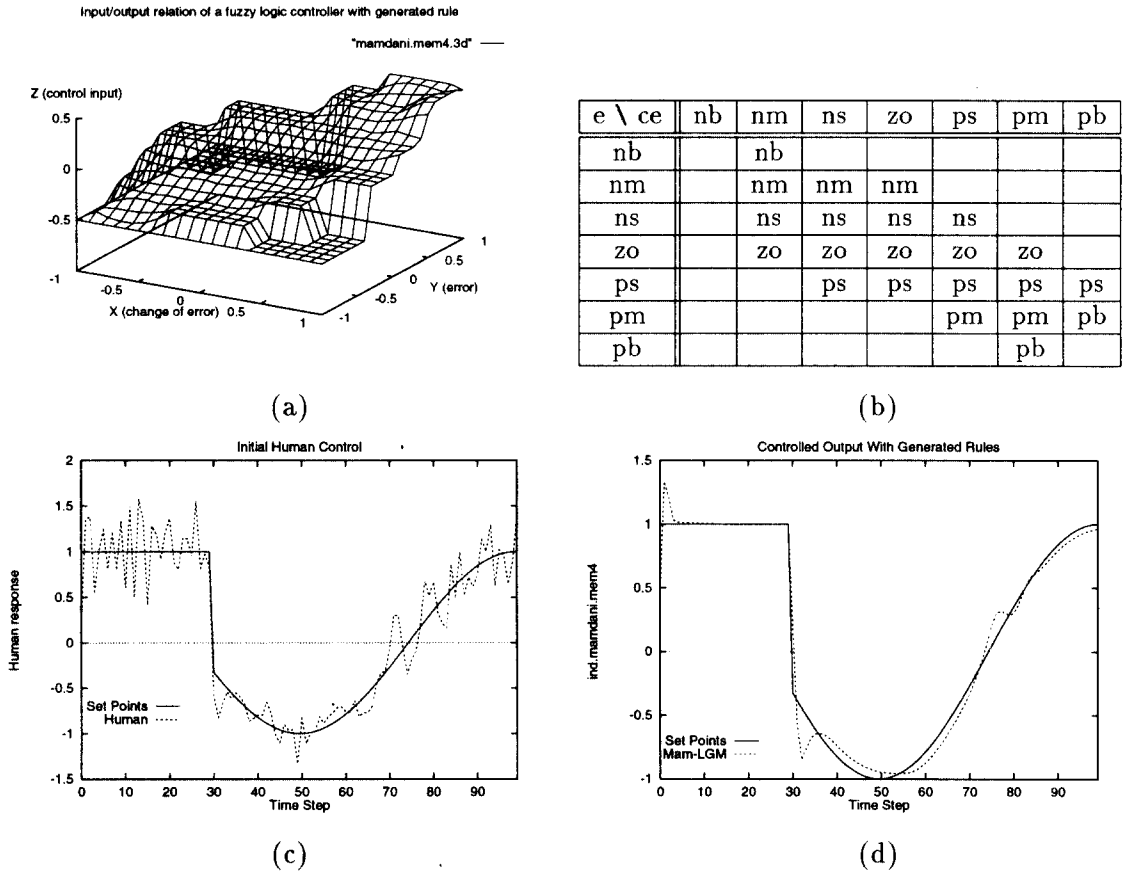 Input/output relation of a fuzzy logic controller with generated rule
"mamdani.mem4.3d"
Z (control input)
0.5
0
-0.5
-1
-0.5
0
0.5
1
X (change of error)
-1
-0.5
0
0.5
1
Y (error)
(a)
e \ ce nb nm ns zo ps pm pb
nb nb
nm nm nm nm
ns ns ns ns ns
zo zo zo zo zo zo
ps ps ps ps ps ps
pm pm pm pb
pb pb
(b)
Initial Human Control
Human response
2
1.5
1
0.5
0
-0.5
-1
-1.5
Set Points
Human
0 10 20 30 40 50 60 70 80 90
Time Step
(c)
Controlled Output With Generated Rules
ind.mamdani.mem4
1.5
1
0.5
0
-0.5
-1
Set Points
Mam-LGM
0 10 20 30 40 50 60 70 80 90
Time Step
(d)